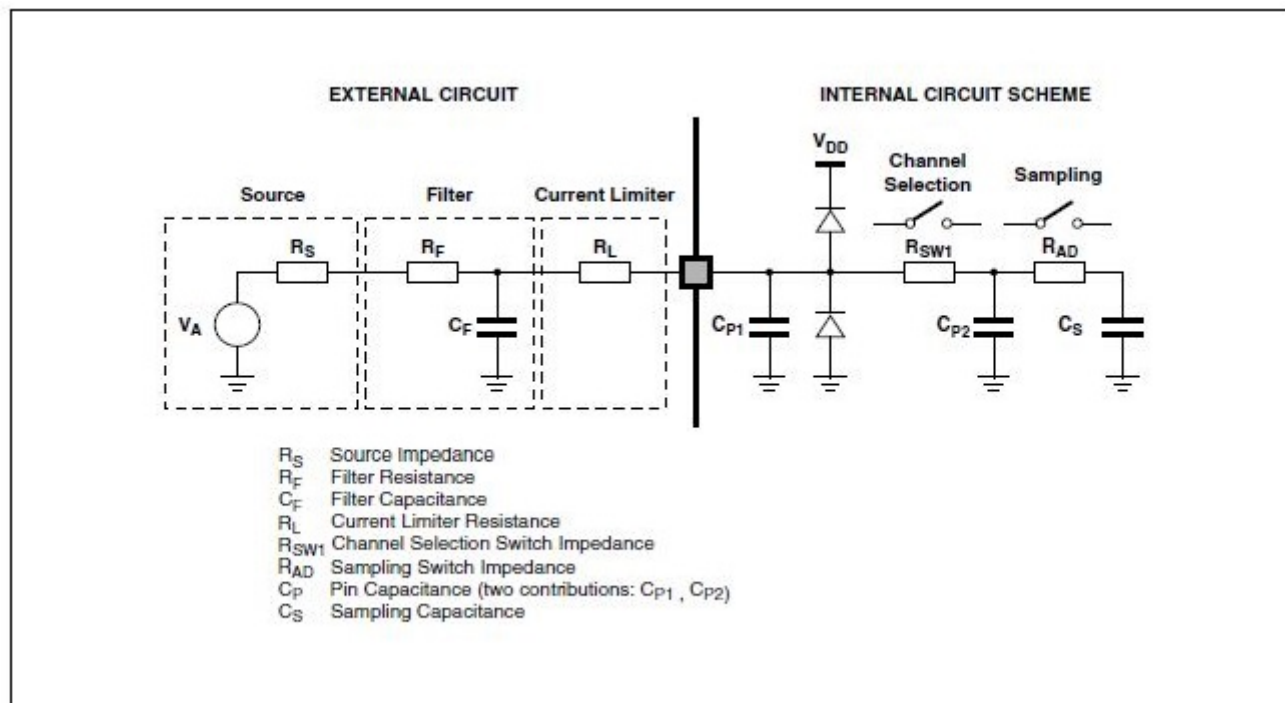 EXTERNAL CIRCUIT
INTERNAL CIRCUIT SCHEME
VDD
Channel
Selection
Sampling
Source
Filter
Current Limiter
RS
RF
RL
RSW1
RAD
VA
CF
CP1
CP2
CS
RS Source Impedance
RF Filter Resistance
CF Filter Capacitance
RL Current Limiter Resistance
RSW1 Channel Selection Switch Impedance
RAD Sampling Switch Impedance
CP Pin Capacitance (two contributions: CP1 , CP2)
CS Sampling Capacitance